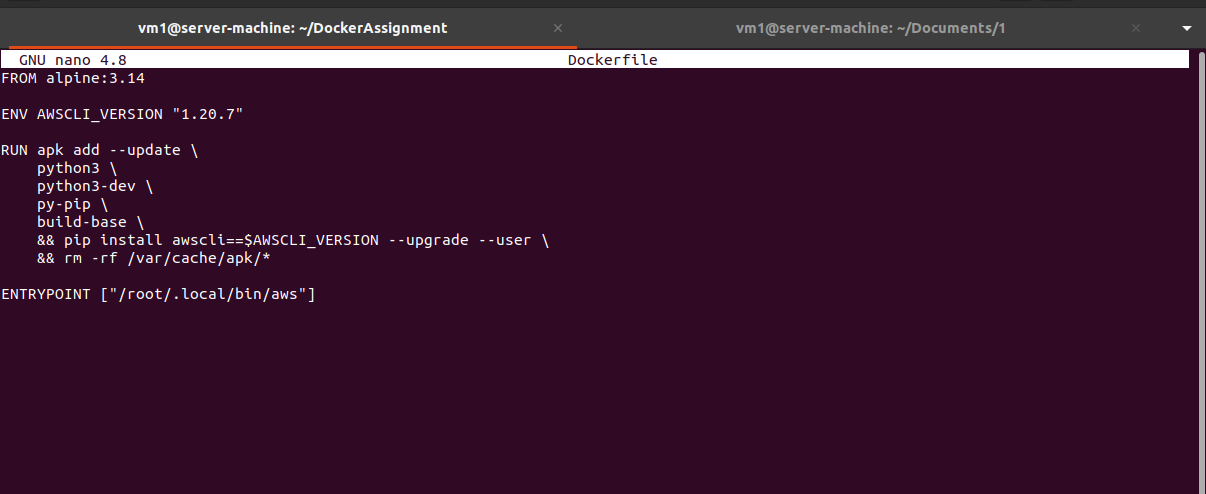 vm1@server-machine: ~/DockerAssignment × vm1@server-machine: ~/Documents/1 ×
GNU nano 4.8 Dockerfile
FROM alpine:3.14
ENV AWSCLI_VERSION "1.20.7"
RUN apk add --update \
python3 \
python3-dev \
py-pip \
build-base \
&& pip install awscli==$AWSCLI_VERSION --upgrade --user \
&& rm -rf /var/cache/apk/*
ENTRYPOINT ["/root/.local/bin/aws"]